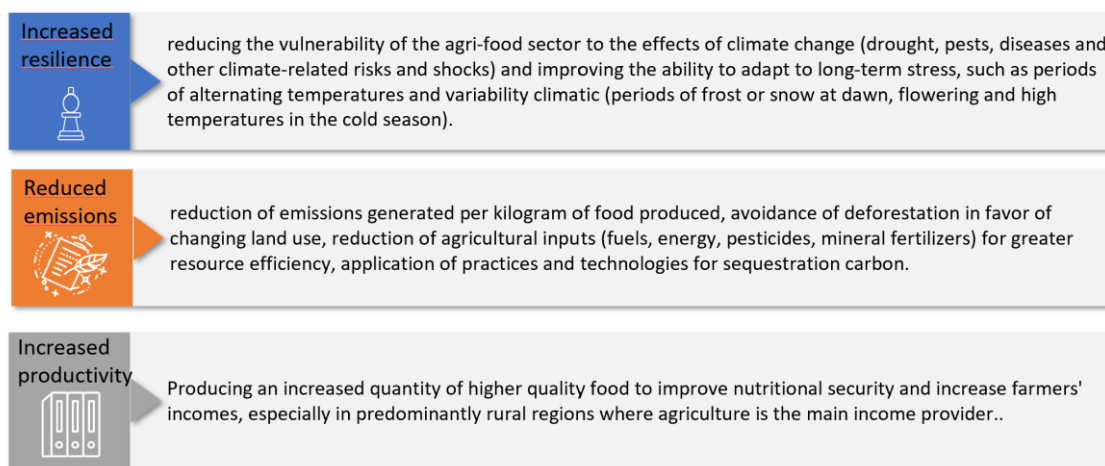 Increased
resilience
reducing the vulnerability of the agri-food sector to the effects of climate change (drought, pests, diseases and
other climate-related risks and shocks) and improving the ability to adapt to long-term stress, such as periods
of alternating temperatures and variability climatic (periods of frost or snow at dawn, flowering and high
temperatures in the cold season).
Reduced
emissions
reduction of emissions generated per kilogram of food produced, avoidance of deforestation in favor of
changing land use, reduction of agricultural inputs (fuels, energy, pesticides, mineral fertilizers) for greater
resource efficiency, application of practices and technologies for sequestration carbon.
Increased
productivity
Producing an increased quantity of higher quality food to improve nutritional security and increase farmers'
incomes, especially in predominantly rural regions where agriculture is the main income provider..